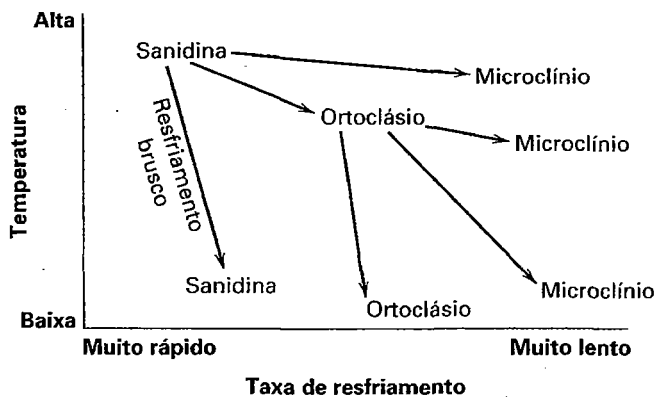 Alta
Sanidina
Microclínio
Ortoclásio
Microclínio
Resfriamento
brusco
Temperatura
Sanidina
Ortoclásio
Microclínio
Baixa
Muito rápido
Muito lento
Taxa de resfriamento